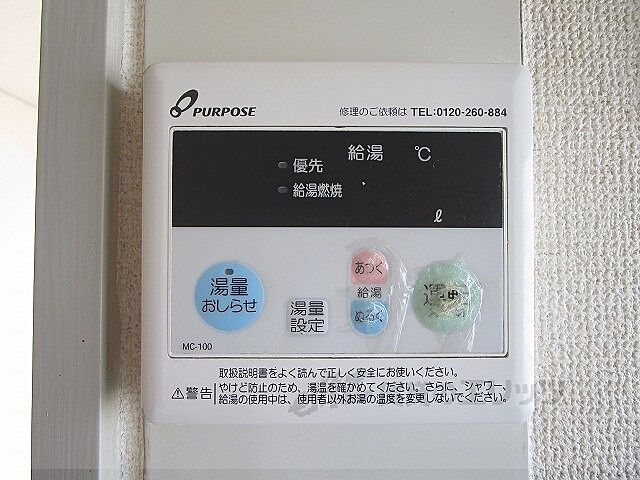 PURPOSE
修理のご依頼は TEL:0120-260-884
給湯 ℃
優先
給湯燃焼
ℓ
湯量
おしらせ
湯量
設定
あつく
給湯
ぬるく
MC-100
取扱説明書をよく読んで正しく安全にお使いください。
⚠警告 やけど防止のため、湯温を確かめてください。さらに、シャワー、
給湯の使用中は、使用者以外お湯の温度を変更しないでください。